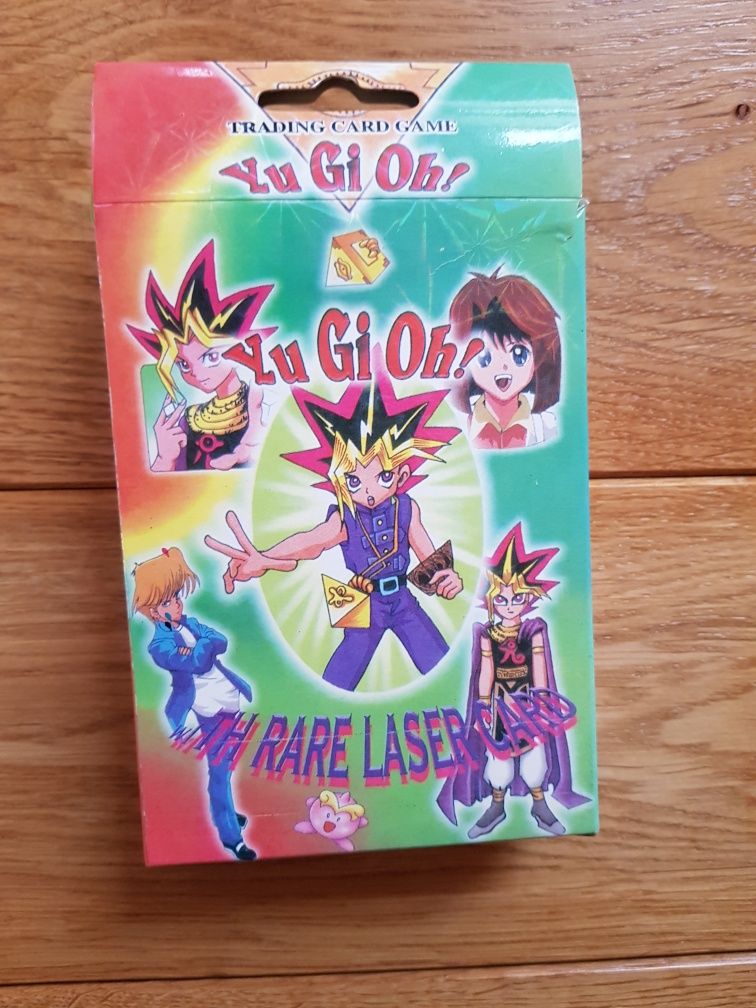 TRADING CARD GAME
Yu Gi Oh!
Yu Gi Oh!
WITH RARE LASER CARD